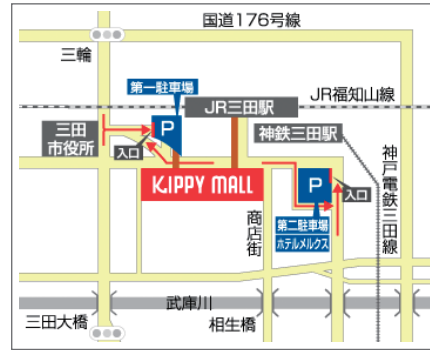 国道176号線
三輪
第一駐車場
JR福知山線
JR三田駅
P
三田
市役所
神鉄三田駅
入口
KiPPY MALL
P
入口
神戸電鉄三田線
商店街
第二駐車場
ホテルメルクス
武庫川
三田大橋
相生橋